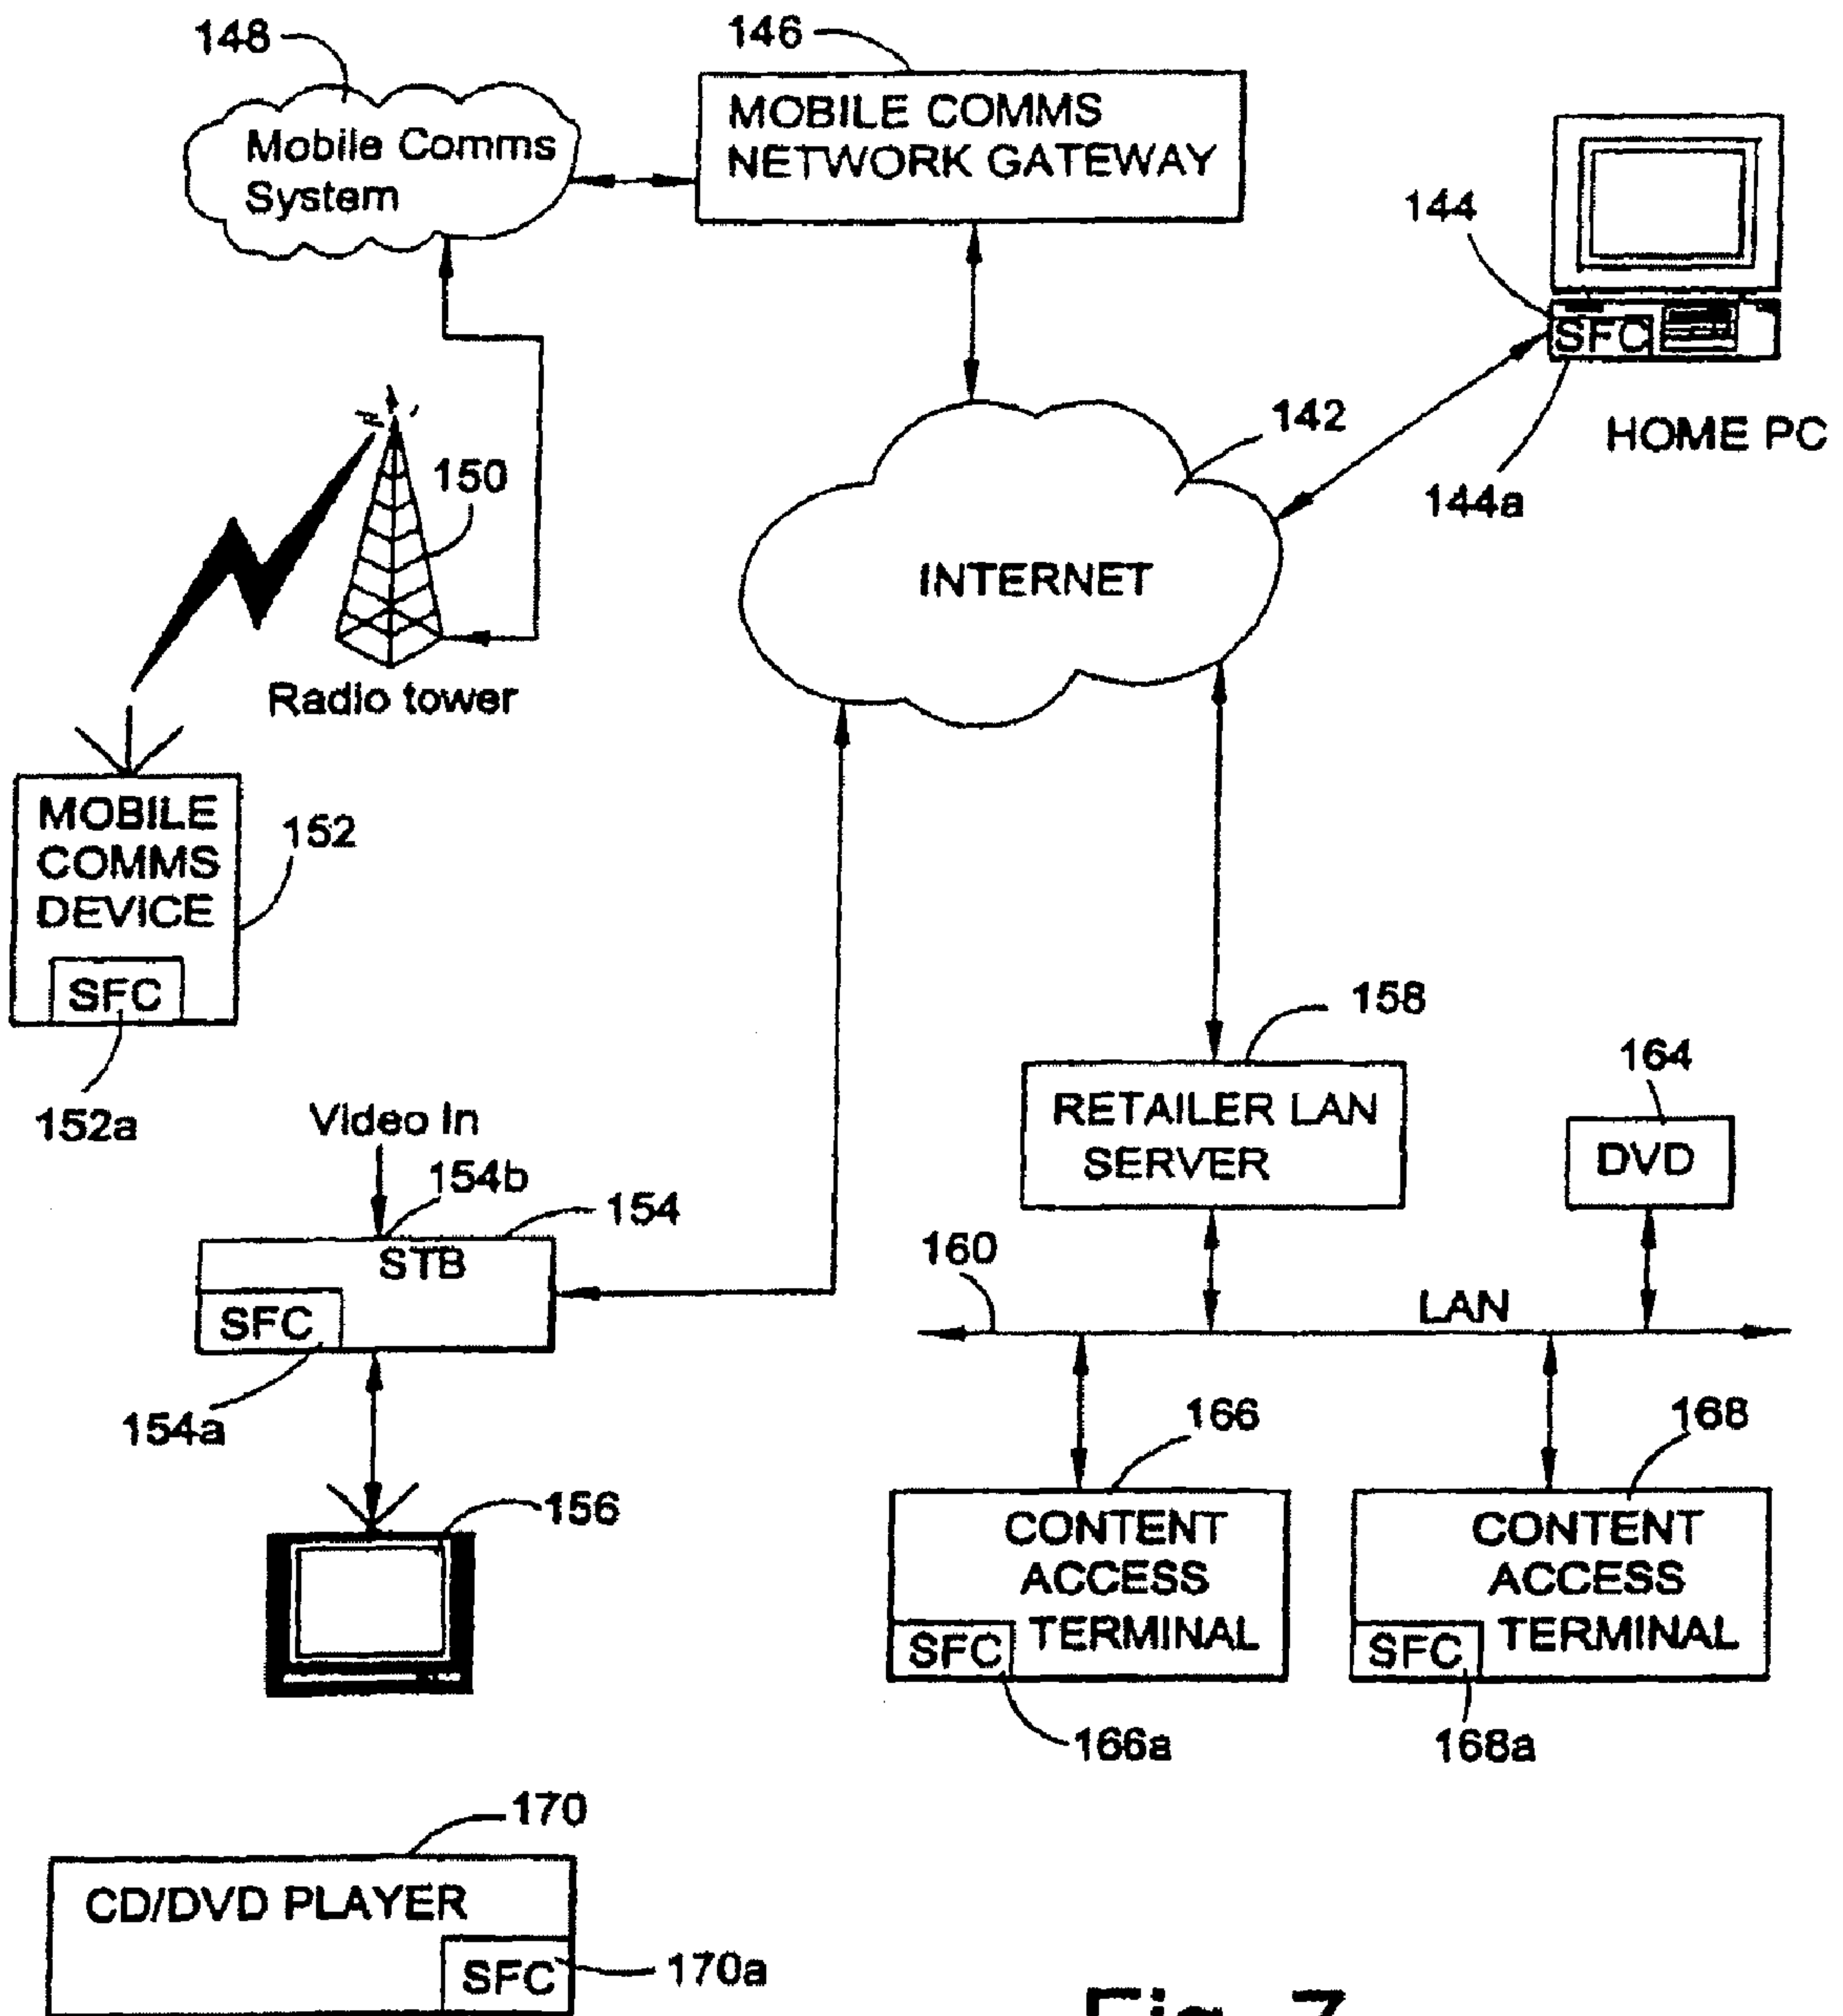 148
146
Mobile Comms
System
MOBILE COMMS
NETWORK GATEWAY
144
SFC
HOME PC
144a
142
INTERNET
150
Radio tower
MOBILE
COMMS
DEVICE
SFC
152
152a
Video In
154b
154
STB
SFC
154a
156
158
RETAILER LAN
SERVER
164
DVD
160
LAN
166
168
CONTENT
ACCESS
TERMINAL
SFC
166a
CONTENT
ACCESS
TERMINAL
SFC
168a
170
CD/DVD PLAYER
SFC
170a
Fig. 7